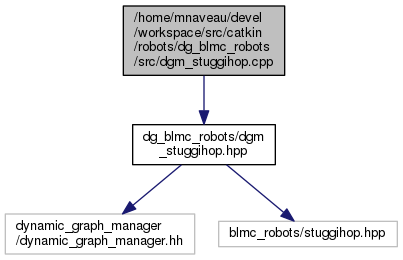 /home/mnaveau/devel
/workspace/src/catkin
/robots/dg_blmc_robots
/src/dgm_stuggihop.cpp
dg_blmc_robots/dgm
_stuggihop.hpp
dynamic_graph_manager
/dynamic_graph_manager.hh
blmc_robots/stuggihop.hpp